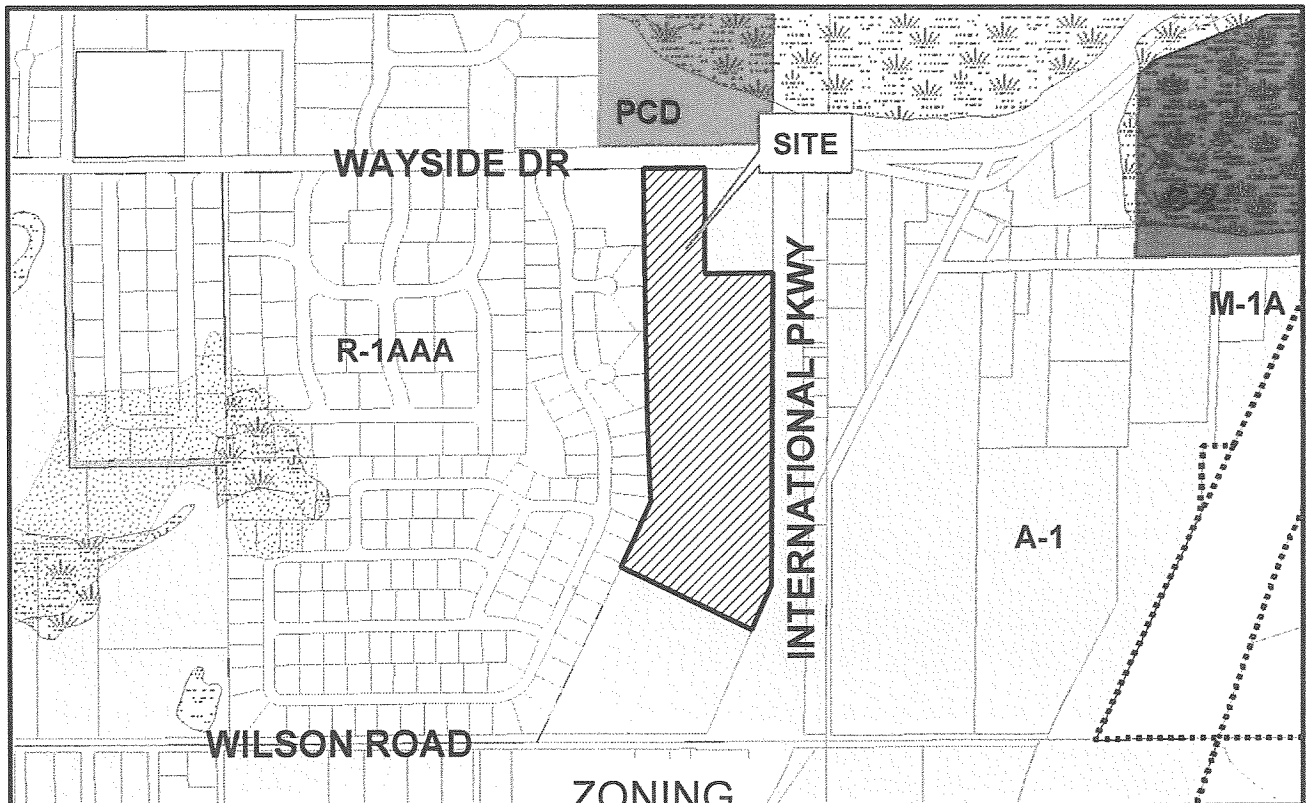 PCD
SITE
WAYSIDE DR
M-1A
R-1AAA
INTERNATIONAL PKWY
A-1
WILSON ROAD
ZONING